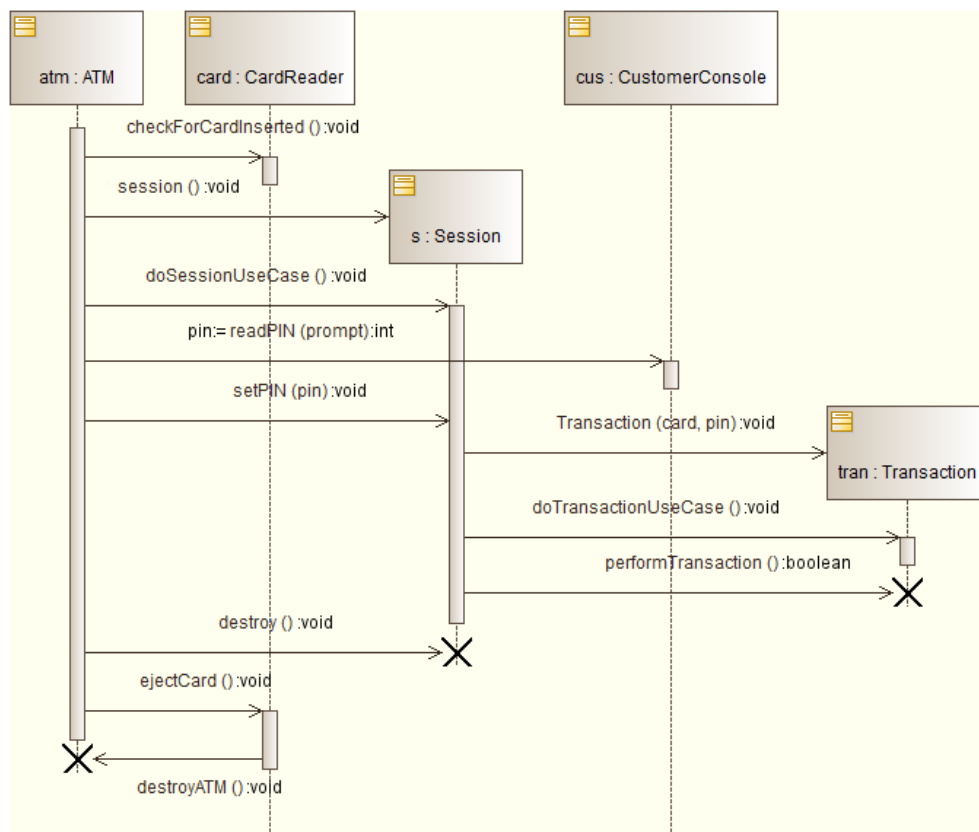 atm : ATM
card : CardReader
cus : CustomerConsole
checkForCardInserted () :void
session () :void
s : Session
doSessionUseCase () :void
pin:= readPIN (prompt):int
setPIN (pin) :void
Transaction (card, pin) :void
tran : Transaction
doTransactionUseCase () :void
performTransaction () :boolean
destroy () :void
ejectCard () :void
destroyATM () :void